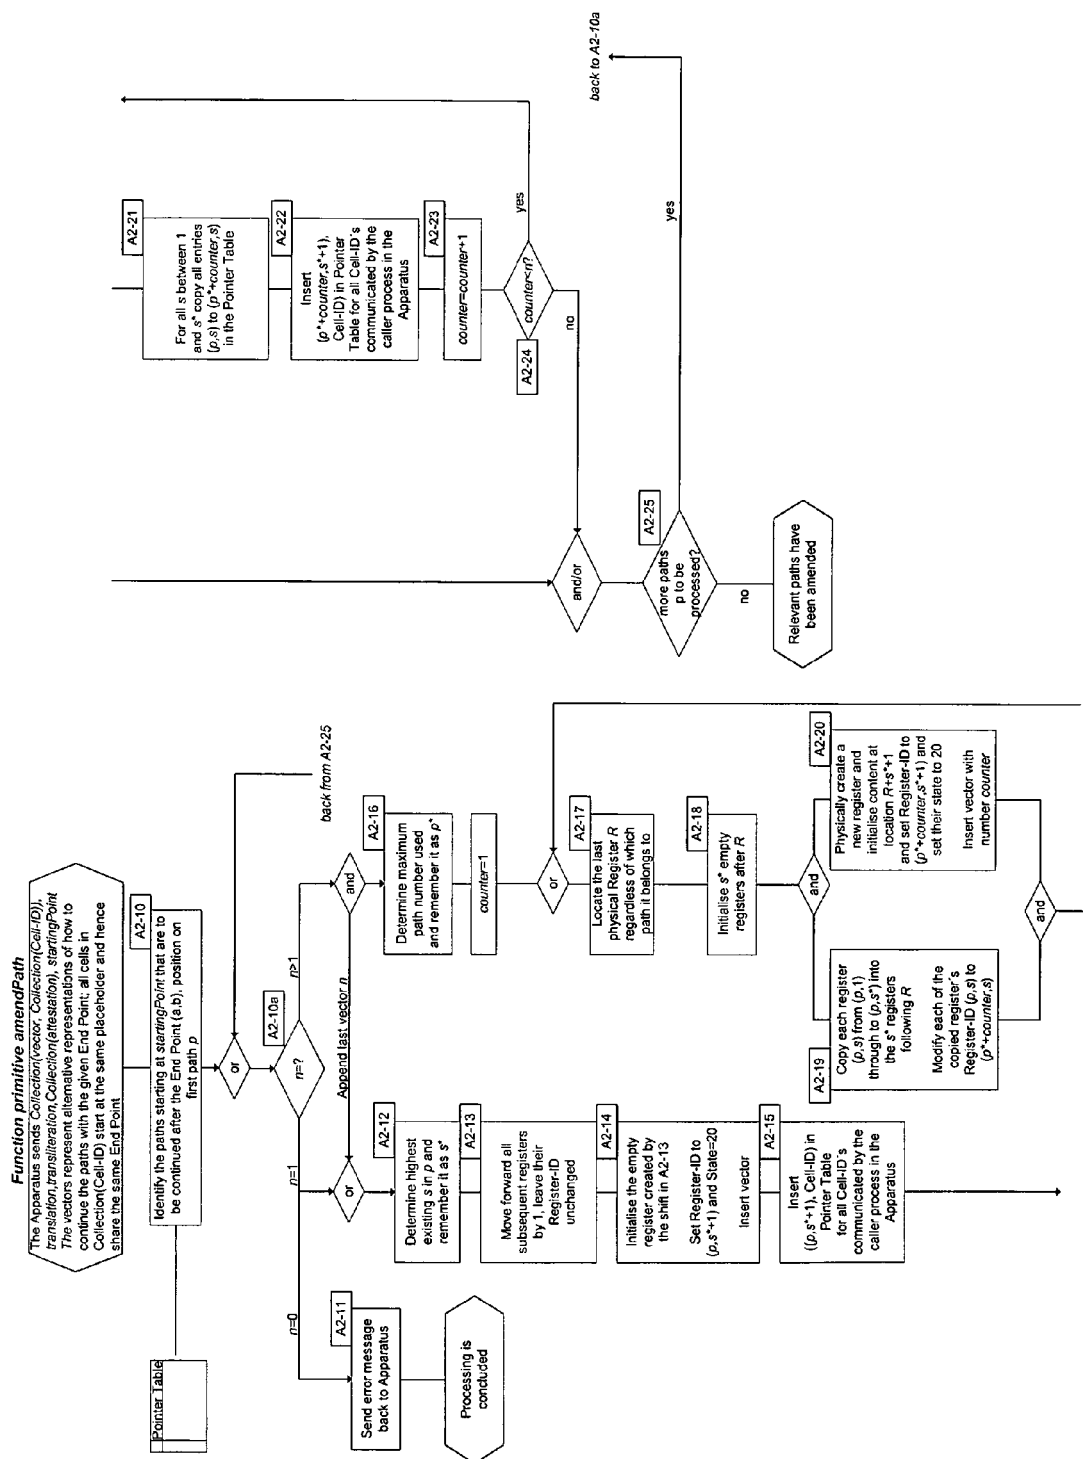 Function primitive amendPath
The Apparatus sends Collection(vector, Collection(Cell-ID)),
translation,transliteration,Collection(attestation), startingPoint
The vectors represent alternative representations of how to
continue the paths with the given End Point; all cells in
Collection(Cell-ID) start at the same placeholder and hence
share the same End Point
Pointer Table
A2-10
Identify the paths starting at startingPoint that are to
be continued after the End Point (a,b), position on
first path p
or
back from A2-25
A2-10a
n=?
n=0
n=1
n>1
Append last vector n
and
or
A2-11
Send error message
back to Apparatus
Processing is
concluded
A2-12
Determine highest
existing s in p and
remember it as s*
A2-13
Move forward all
subsequent registers
by 1, leave their
Register-ID
unchanged
A2-14
Initialise the empty
register created by
the shift in A2-13
Set Register-ID to
(p,s*+1) and State=20
Insert vector
A2-15
Insert
((p,s*+1), Cell-ID) in
Pointer Table
for all Cell-ID's
communicated by the
caller process in the
Apparatus
A2-16
Determine maximum
path number used
and remember it as p*
counter=1
or
A2-17
Locate the last
physical Register R
regardless of which
path it belongs to
A2-18
Initialise s* empty
registers after R
and
A2-19
Copy each register
(p,s) from (p,1)
through to (p,s*) into
the s* registers
following R
Modify each of the
copied register's
Register-ID (p,s) to
(p*+counter,s)
A2-20
Physically create a
new register and
initialise content at
location R+s*+1
and set Register-ID to
(p*+counter,s*+1) and
set their state to 20
Insert vector with
number counter
and
A2-21
For all s between 1
and s* copy all entries
(p,s) to (p*+counter,s)
in the Pointer Table
A2-22
Insert
(p*+counter,s*+1),
Cell-ID) in Pointer
Table for all Cell-ID's
communicated by the
caller process in the
Apparatus
A2-23
counter=counter+1
A2-24
counter<n?
yes
no
and/or
A2-25
more paths
p to be
processed?
yes
back to A2-10a
no
Relevant paths have
been amended